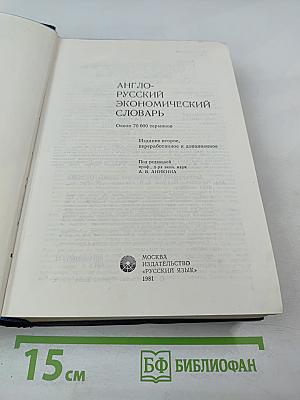 АНГЛО-
РУССКИЙ
ЭКОНОМИЧЕСКИЙ
СЛОВАРЬ
Около 70 000 терминов
Издание второе,
переработанное и дополненное
Под редакцией
проф., д-ра экон. наук
А. В. АНИКИНА
МОСКВА
ИЗДАТЕЛЬСТВО
«РУССКИЙ ЯЗЫК»
1981
15 см
БФ БИБЛИОФАН